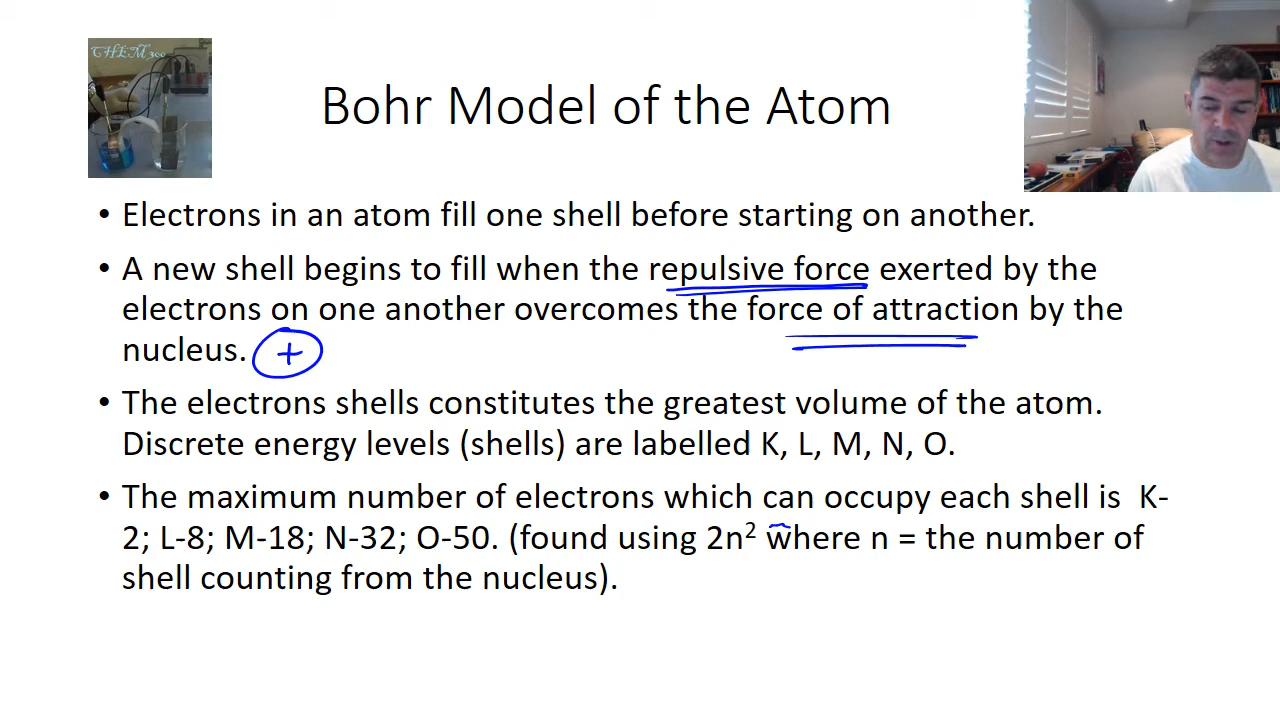 CHEM 300
Bohr Model of the Atom
• Electrons in an atom fill one shell before starting on another.
• A new shell begins to fill when the repulsive force exerted by the
electrons on one another overcomes the force of attraction by the
nucleus. +
• The electrons shells constitutes the greatest volume of the atom.
Discrete energy levels (shells) are labelled K, L, M, N, O.
• The maximum number of electrons which can occupy each shell is K-
2; L-8; M-18; N-32; O-50. (found using 2n² where n = the number of
shell counting from the nucleus).